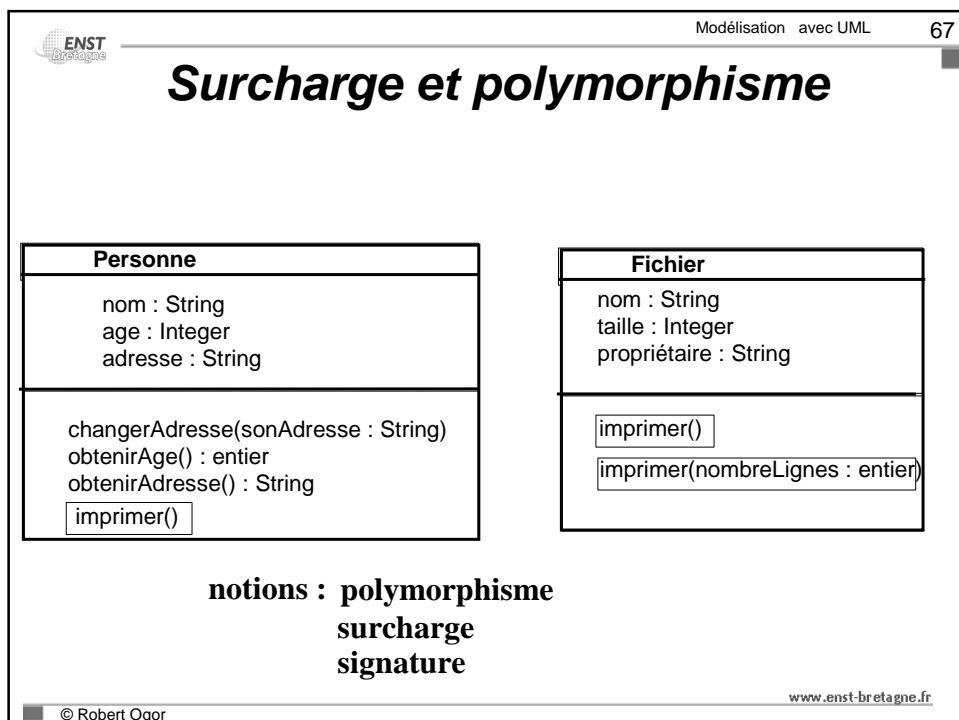 Modélisation avec UML 67
ENST
Bretagne
Surcharge et polymorphisme
Personne
nom : String
age : Integer
adresse : String
changerAdresse(sonAdresse : String)
obtenirAge() : entier
obtenirAdresse() : String
imprimer()
Fichier
nom : String
taille : Integer
propriétaire : String
imprimer()
imprimer(nombreLignes : entier)
notions : polymorphisme
surcharge
signature
www.enst-bretagne.fr
© Robert Ogor